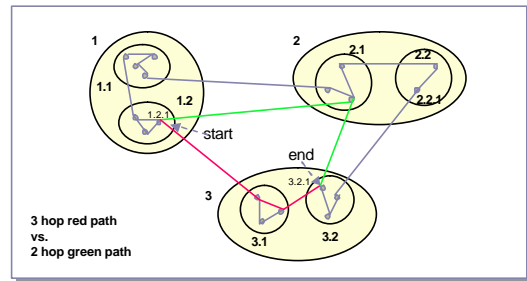 1
2
2.1
2.2
1.1
1.2
2.2.1
1.2.1
start
end
3.2.1
3
3.1
3.2
3 hop red path
vs.
2 hop green path